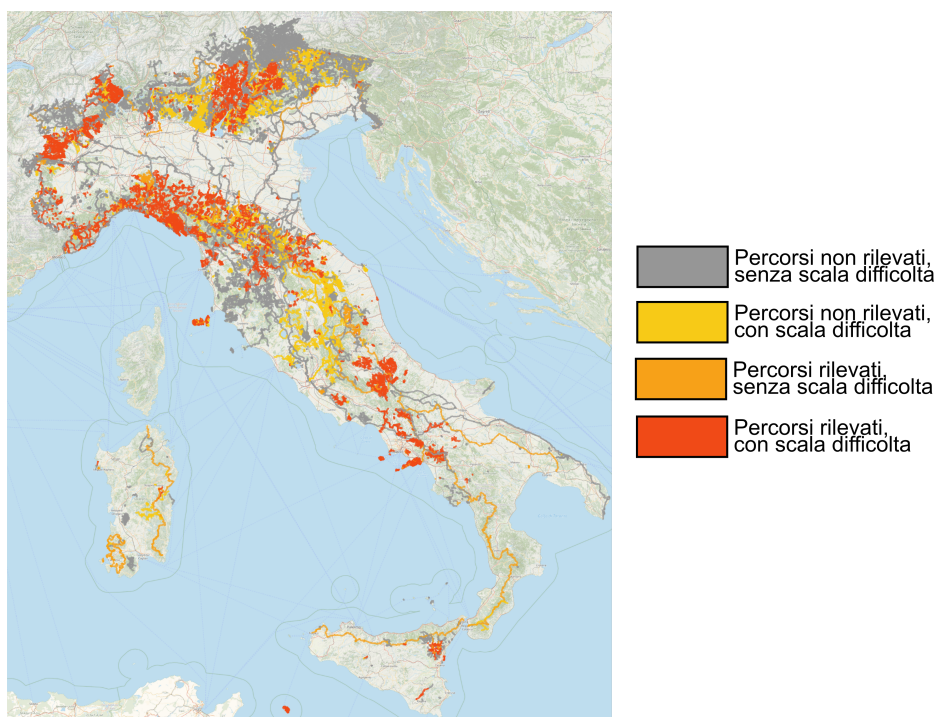 Percorsi non rilevati,
senza scala difficolta
Percorsi non rilevati,
con scala difficolta
Percorsi rilevati,
senza scala difficolta
Percorsi rilevati,
con scala difficolta